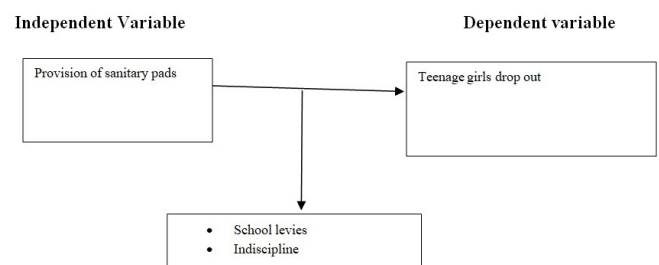 Independent Variable
Dependent variable
Provision of sanitary pads
Teenage girls drop out
• School levies
• Indiscipline